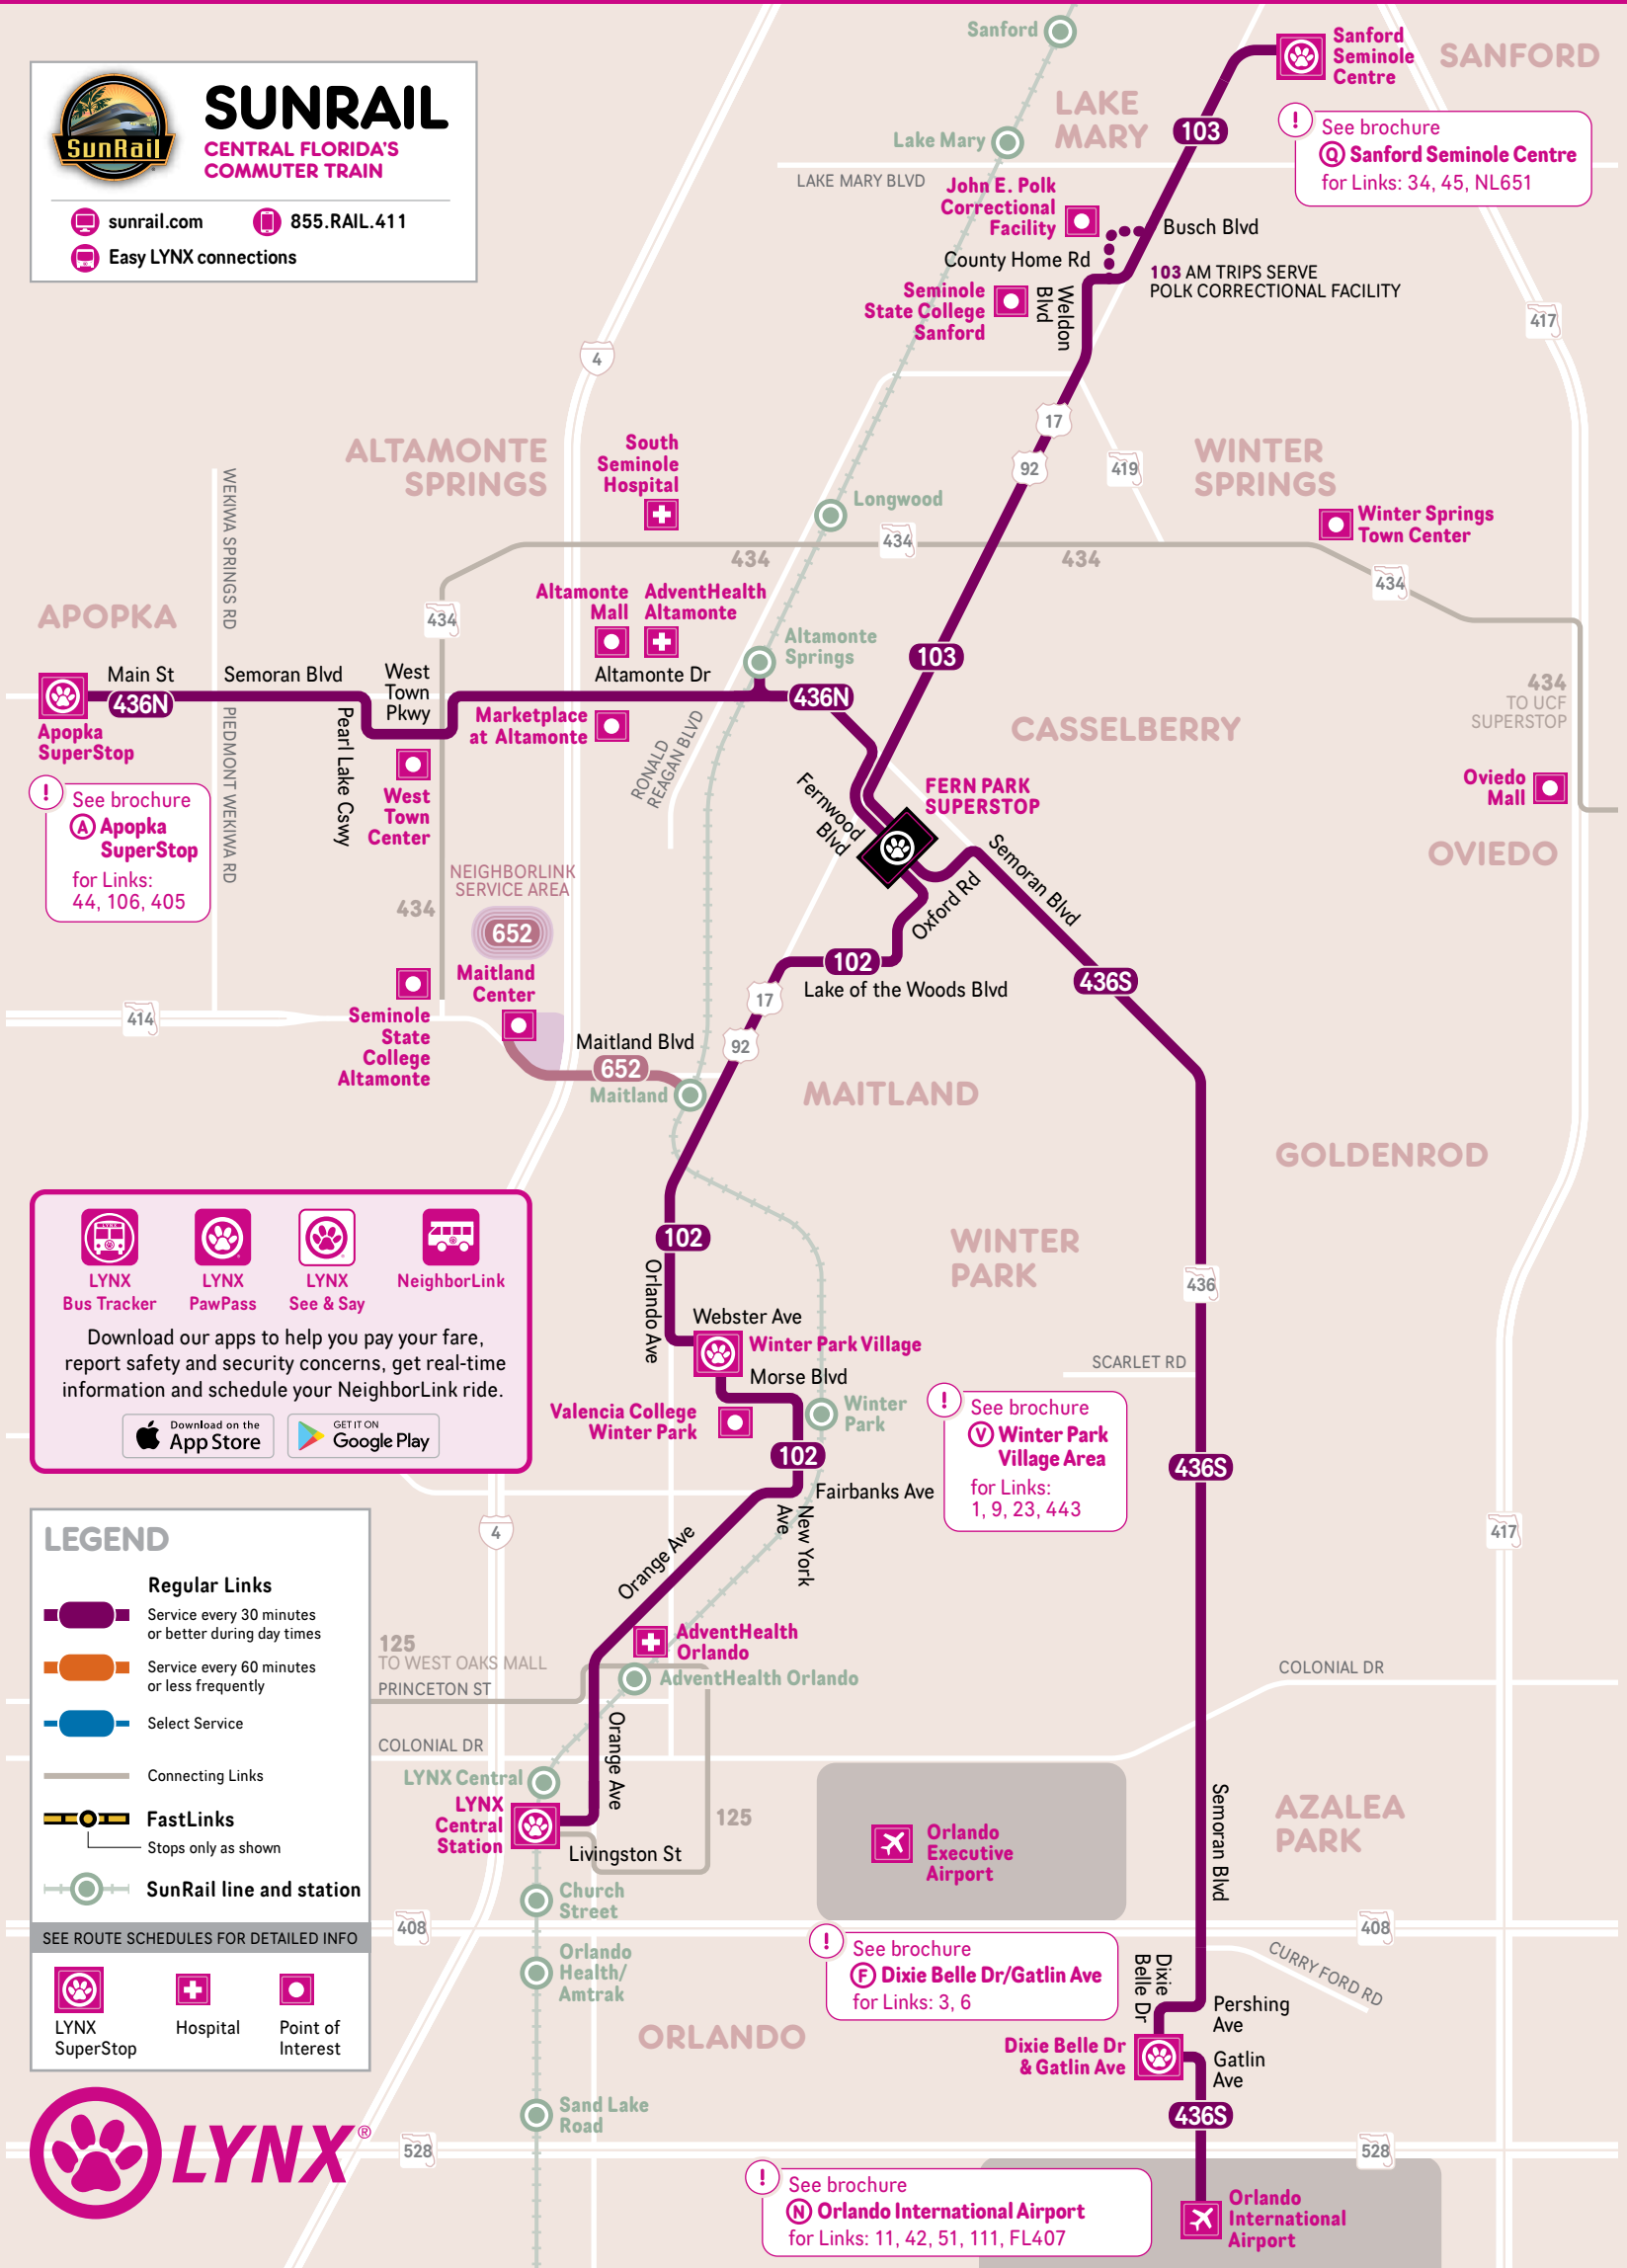 SunRail
SUNRAIL
CENTRAL FLORIDA'S
COMMUTER TRAIN
sunrail.com
855.RAIL.411
Easy LYNX connections
Sanford
Sanford
Seminole
Centre
SANFORD
LAKE
MARY
103
Lake Mary
LAKE MARY BLVD
!
See brochure
Q Sanford Seminole Centre
for Links: 34, 45, NL651
John E. Polk
Correctional
Facility
Busch Blvd
County Home Rd
103 AM TRIPS SERVE
POLK CORRECTIONAL FACILITY
Seminole
State College
Sanford
Weldon
Blvd
417
4
17
92
419
ALTAMONTE
SPRINGS
South
Seminole
Hospital
WINTER
SPRINGS
Longwood
Winter Springs
Town Center
WEKIWA SPRINGS RD
434
434
434
434
434
APOPKA
Altamonte
Mall
AdventHealth
Altamonte
Altamonte
Springs
103
Main St
436N
Semoran Blvd
West
Town
Pkwy
Altamonte Dr
436N
Apopka
SuperStop
PIEDMONT WEKIWA RD
Pearl Lake Cswy
Marketplace
at Altamonte
RONALD
REAGAN BLVD
CASSELBERRY
434
TO UCF
SUPERSTOP
West
Town
Center
!
See brochure
A Apopka
SuperStop
for Links:
44, 106, 405
Fernwood
Blvd
FERN PARK
SUPERSTOP
Oviedo
Mall
OVIEDO
Semoran Blvd
Oxford Rd
NEIGHBORLINK
SERVICE AREA
652
434
102
Lake of the Woods Blvd
436S
Maitland
Center
414
Seminole
State
College
Altamonte
17
92
Maitland Blvd
652
Maitland
MAITLAND
GOLDENROD
LYNX
LYNX
Bus Tracker
LYNX
PawPass
LYNX
See & Say
NeighborLink
Download our apps to help you pay your fare,
report safety and security concerns, get real-time
information and schedule your NeighborLink ride.
Download on the
App Store
GET IT ON
Google Play
102
Orlando Ave
WINTER
PARK
436
Webster Ave
Winter Park Village
Morse Blvd
SCARLET RD
Valencia College
Winter Park
Winter
Park
!
See brochure
V Winter Park
Village Area
for Links:
1, 9, 23, 443
102
436S
Fairbanks Ave
New York
Ave
Orange Ave
4
417
LEGEND
Regular Links
Service every 30 minutes
or better during day times
Service every 60 minutes
or less frequently
Select Service
Connecting Links
FastLinks
Stops only as shown
SunRail line and station
SEE ROUTE SCHEDULES FOR DETAILED INFO
LYNX
SuperStop
Hospital
Point of
Interest
AdventHealth
Orlando
125
TO WEST OAKS MALL
PRINCETON ST
AdventHealth Orlando
COLONIAL DR
COLONIAL DR
Orange Ave
LYNX Central
LYNX
Central
Station
Livingston St
125
Orlando
Executive
Airport
Semoran Blvd
AZALEA
PARK
Church
Street
408
408
Orlando
Health/
Amtrak
!
See brochure
F Dixie Belle Dr/Gatlin Ave
for Links: 3, 6
CURRY FORD RD
Dixie
Belle Dr
Pershing
Ave
ORLANDO
Dixie Belle Dr
& Gatlin Ave
Gatlin
Ave
Sand Lake
Road
436S
LYNX®
528
528
!
See brochure
N Orlando International Airport
for Links: 11, 42, 51, 111, FL407
Orlando
International
Airport